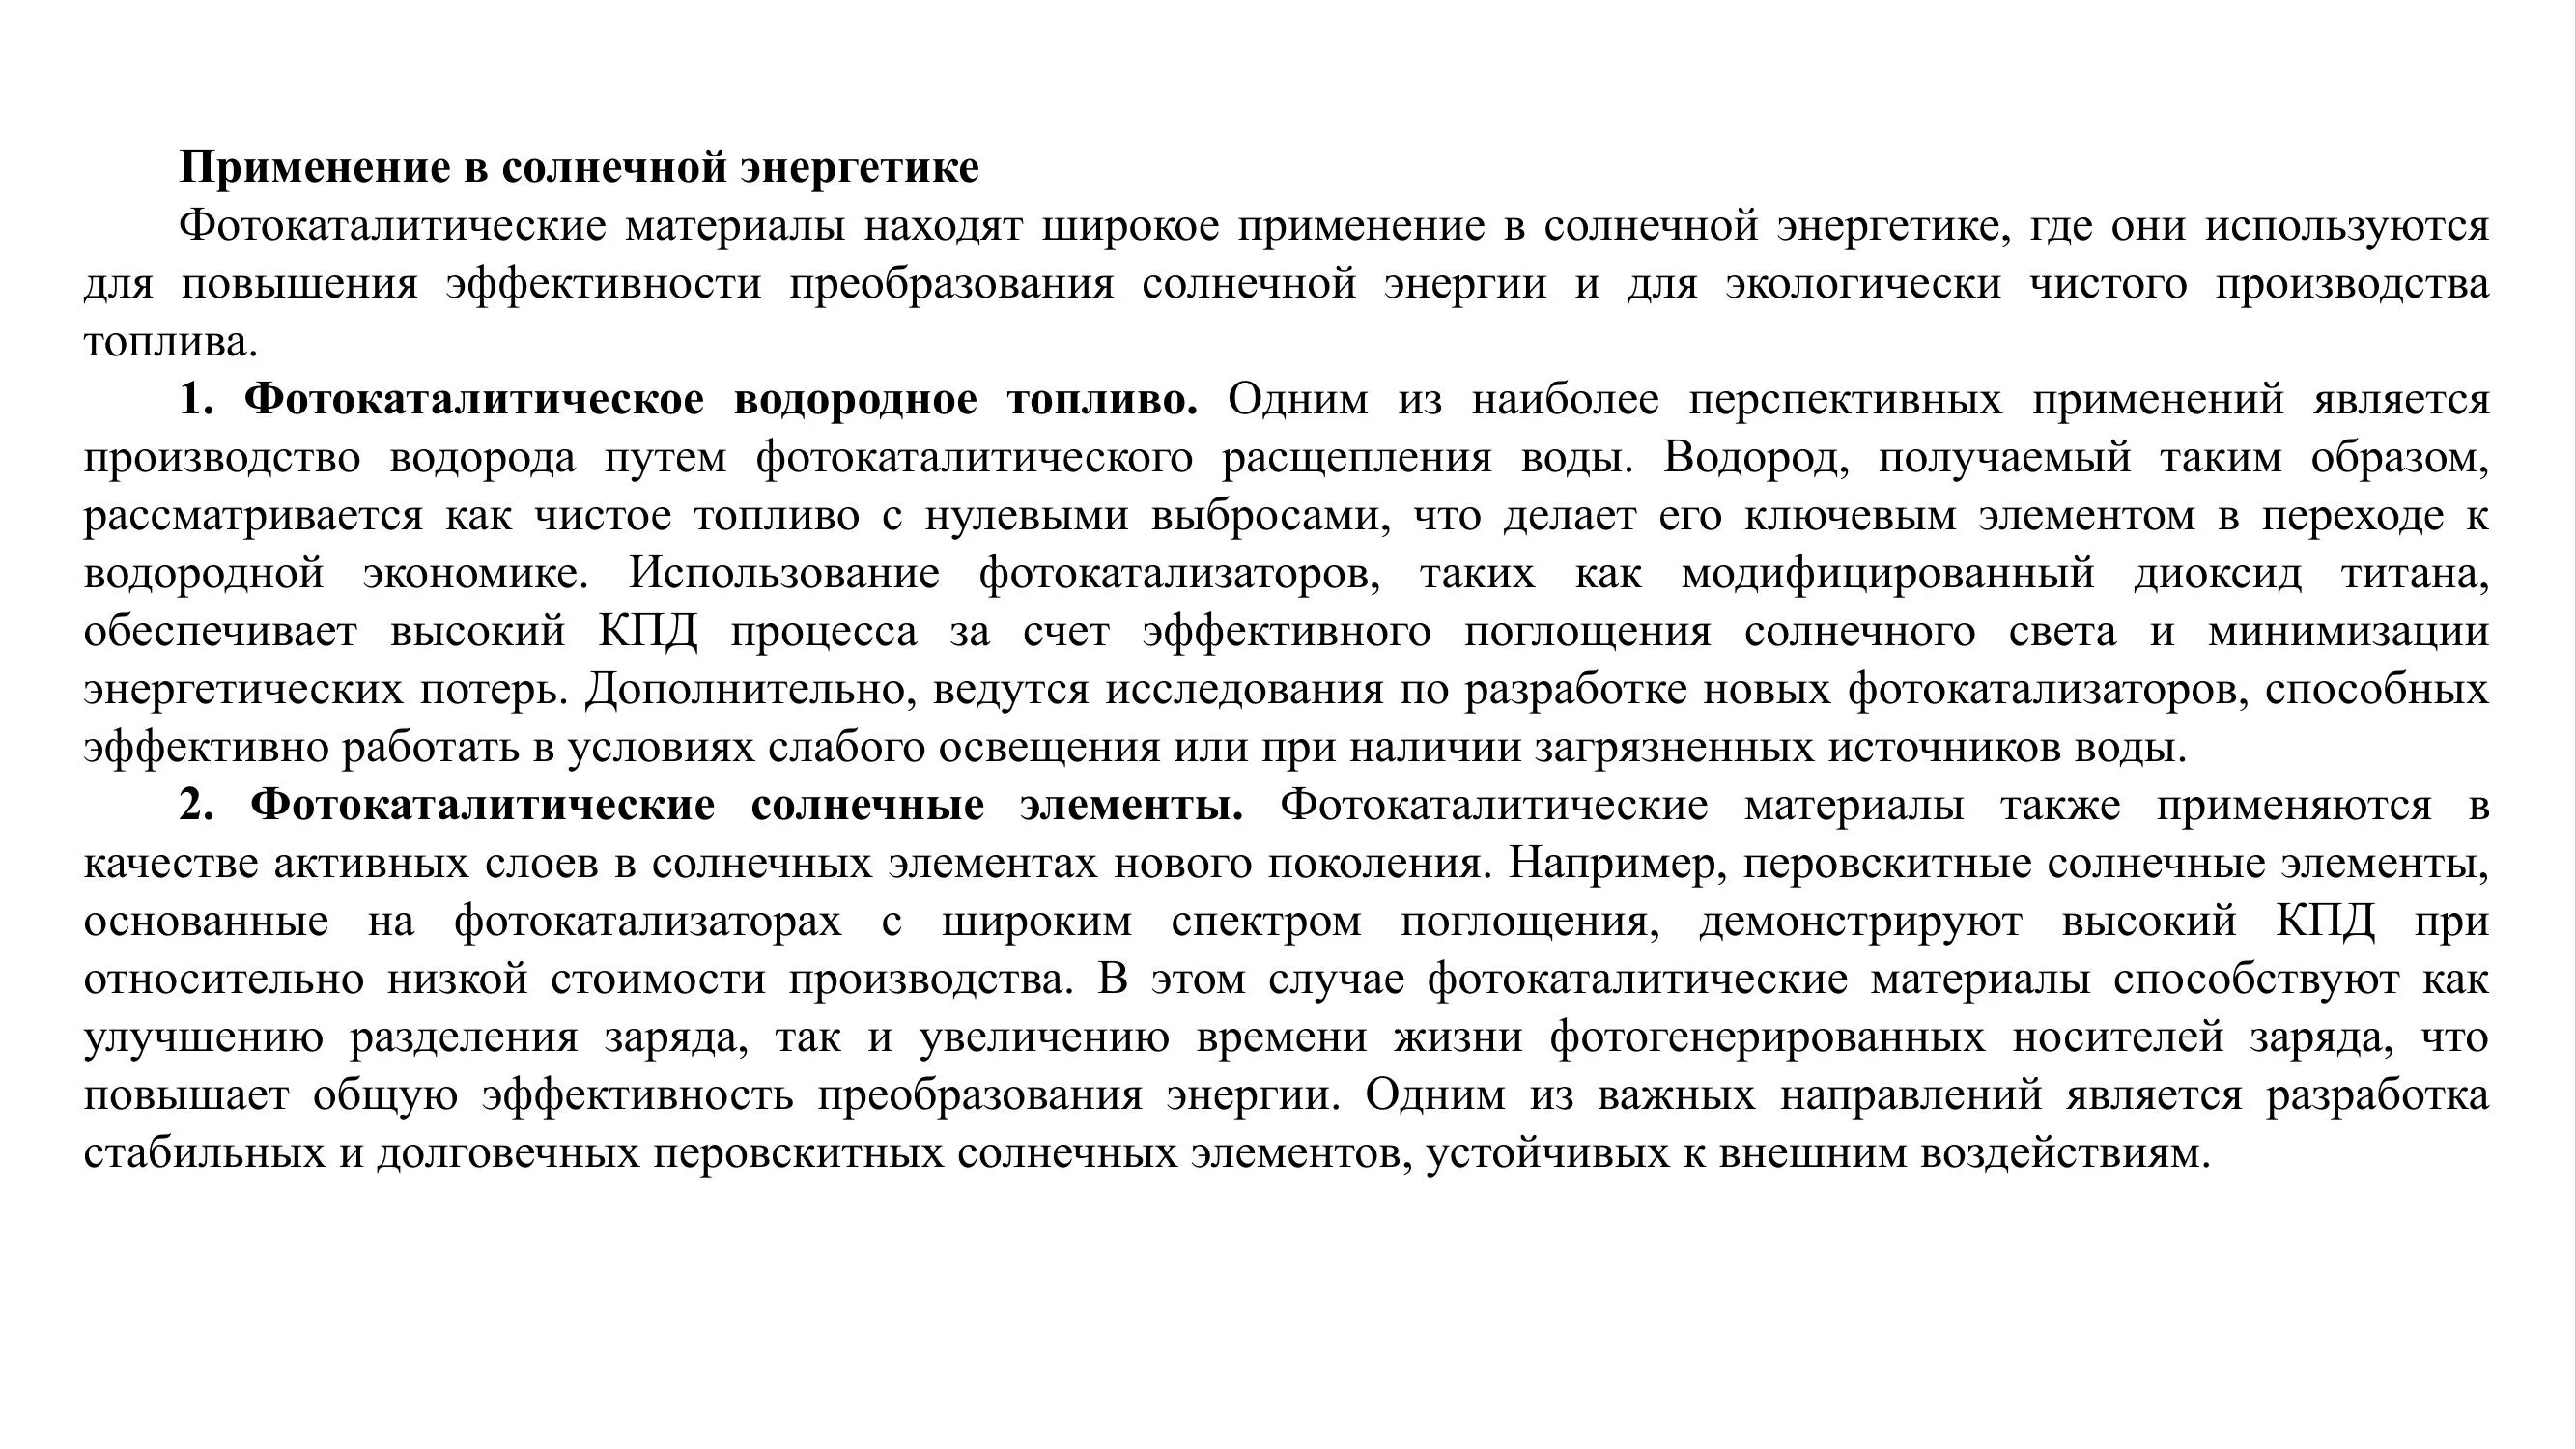 Применение в солнечной энергетике
Фотокаталитические материалы находят широкое применение в солнечной энергетике, где они используются
для повышения эффективности преобразования солнечной энергии и для экологически чистого производства
топлива.
1. Фотокаталитическое водородное топливо. Одним из наиболее перспективных применений является
производство водорода путем фотокаталитического расщепления воды. Водород, получаемый таким образом,
рассматривается как чистое топливо с нулевыми выбросами, что делает его ключевым элементом в переходе к
водородной экономике. Использование фотокатализаторов, таких как модифицированный диоксид титана,
обеспечивает высокий КПД процесса за счет эффективного поглощения солнечного света и минимизации
энергетических потерь. Дополнительно, ведутся исследования по разработке новых фотокатализаторов, способных
эффективно работать в условиях слабого освещения или при наличии загрязненных источников воды.
2. Фотокаталитические солнечные элементы. Фотокаталитические материалы также применяются в
качестве активных слоев в солнечных элементах нового поколения. Например, перовскитные солнечные элементы,
основанные на фотокатализаторах с широким спектром поглощения, демонстрируют высокий КПД при
относительно низкой стоимости производства. В этом случае фотокаталитические материалы способствуют как
улучшению разделения заряда, так и увеличению времени жизни фотогенерированных носителей заряда, что
повышает общую эффективность преобразования энергии. Одним из важных направлений является разработка
стабильных и долговечных перовскитных солнечных элементов, устойчивых к внешним воздействиям.